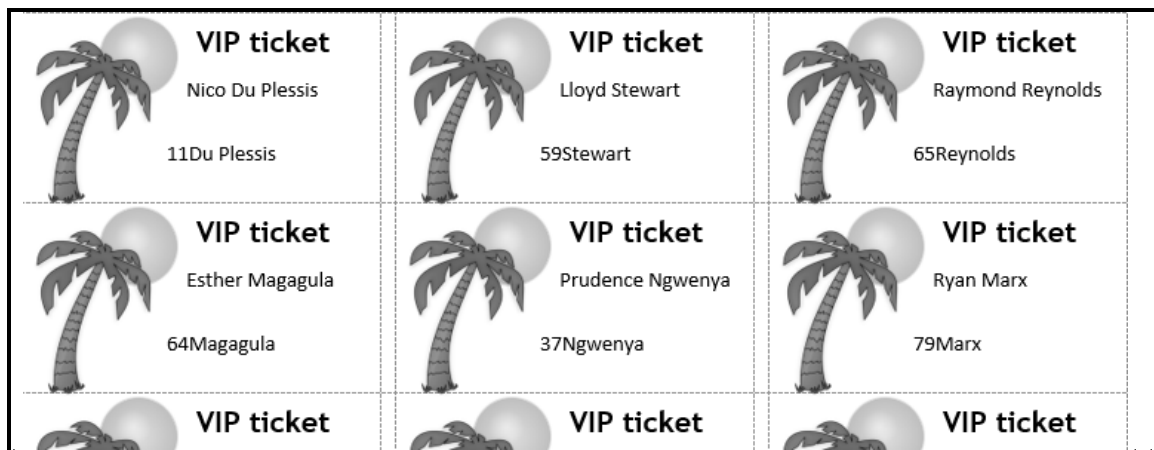 VIP ticket
Nico Du Plessis
11Du Plessis
VIP ticket
Lloyd Stewart
59Stewart
VIP ticket
Raymond Reynolds
65Reynolds
VIP ticket
Esther Magagula
64Magagula
VIP ticket
Prudence Ngwenya
37Ngwenya
VIP ticket
Ryan Marx
79Marx
VIP ticket
VIP ticket
VIP ticket